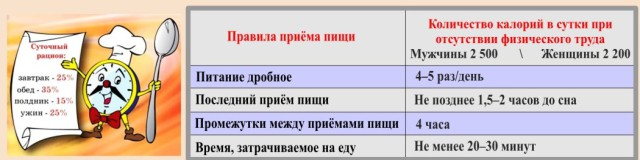 Суточный
рацион:
завтрак - 25%
обед - 35%
полдник - 15%
ужин - 25%
Правила приёма пищи
Количество калорий в сутки при
отсутствии физического труда
Мужчины 2 500 \ Женщины 2 200
Питание дробное
4–5 раз/день
Последний приём пищи
Не позднее 1,5–2 часов до сна
Промежутки между приёмами пищи
4 часа
Время, затрачиваемое на еду
Не менее 20–30 минут